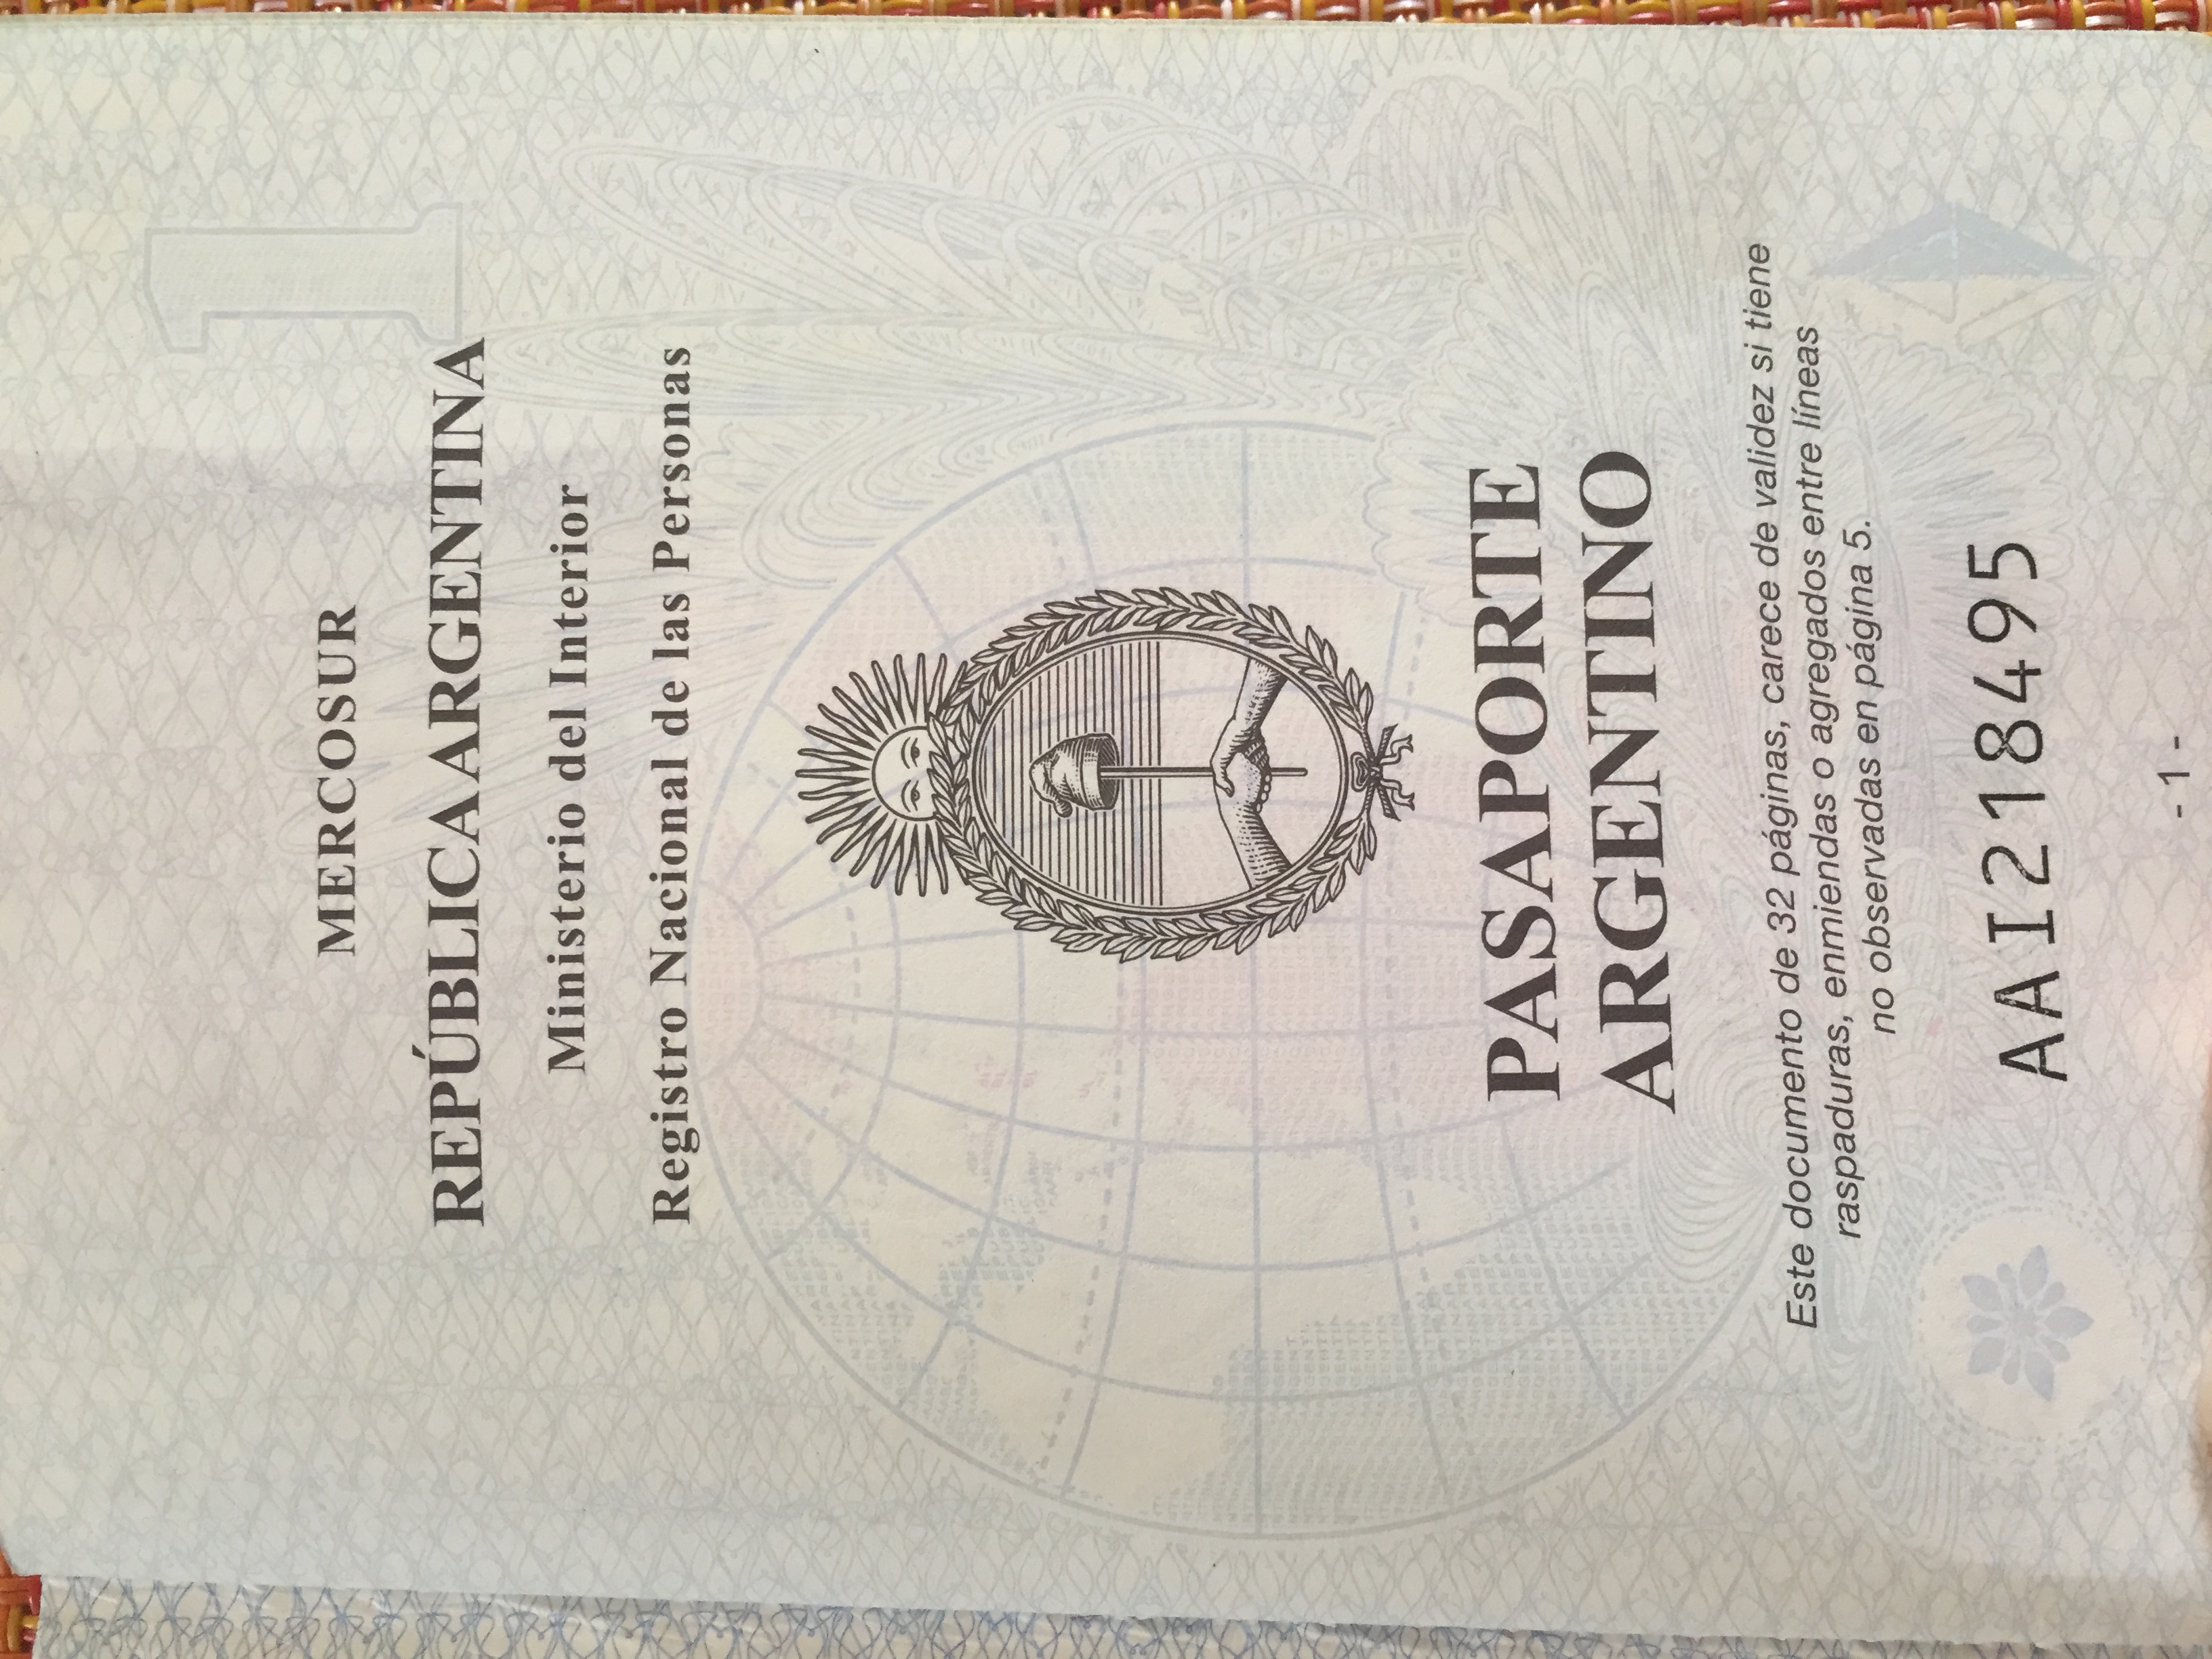 1
MERCOSUR
REPÚBLICA ARGENTINA
Ministerio del Interior
Registro Nacional de las Personas
PASAPORTE
ARGENTINO
Este documento de 32 páginas, carece de validez si tiene
raspaduras, enmiendas o agregados entre líneas
no observadas en página 5.
AAI218495
- 1 -